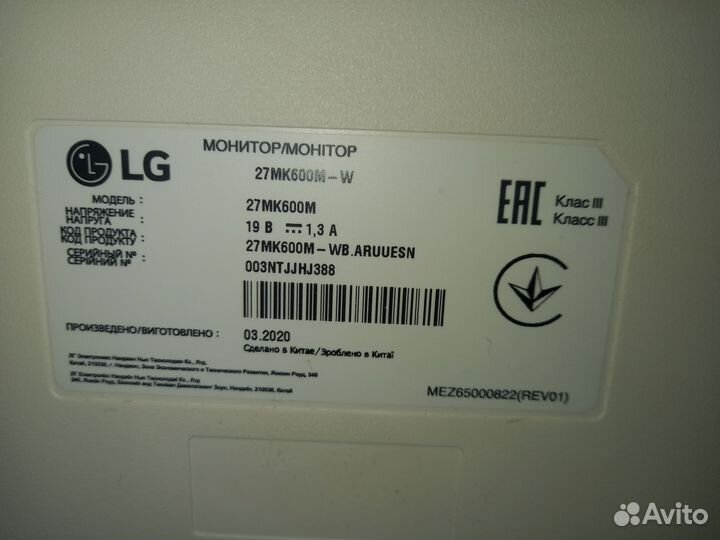 LG
МОНИТОР/МОНІТОР
27MK600M-W
МОДЕЛЬ : 27MK600M
НАПРЯЖЕНИЕ
НАПРУГА : 19 В 1,3 А
КОД ПРОДУКТА
КОД ПРОДУКТУ : 27MK600M-WB.ARUUESN
СЕРИЙНЫЙ №
СЕРІЙНИЙ № : 003NTJJHJ388
ПРОИЗВЕДЕНО/ВИГОТОВЛЕНО : 03.2020
Сделано в Китае/Зроблено в Китаї
EAC
Клас III
Класс III
MEZ65000822(REV01)
Avito